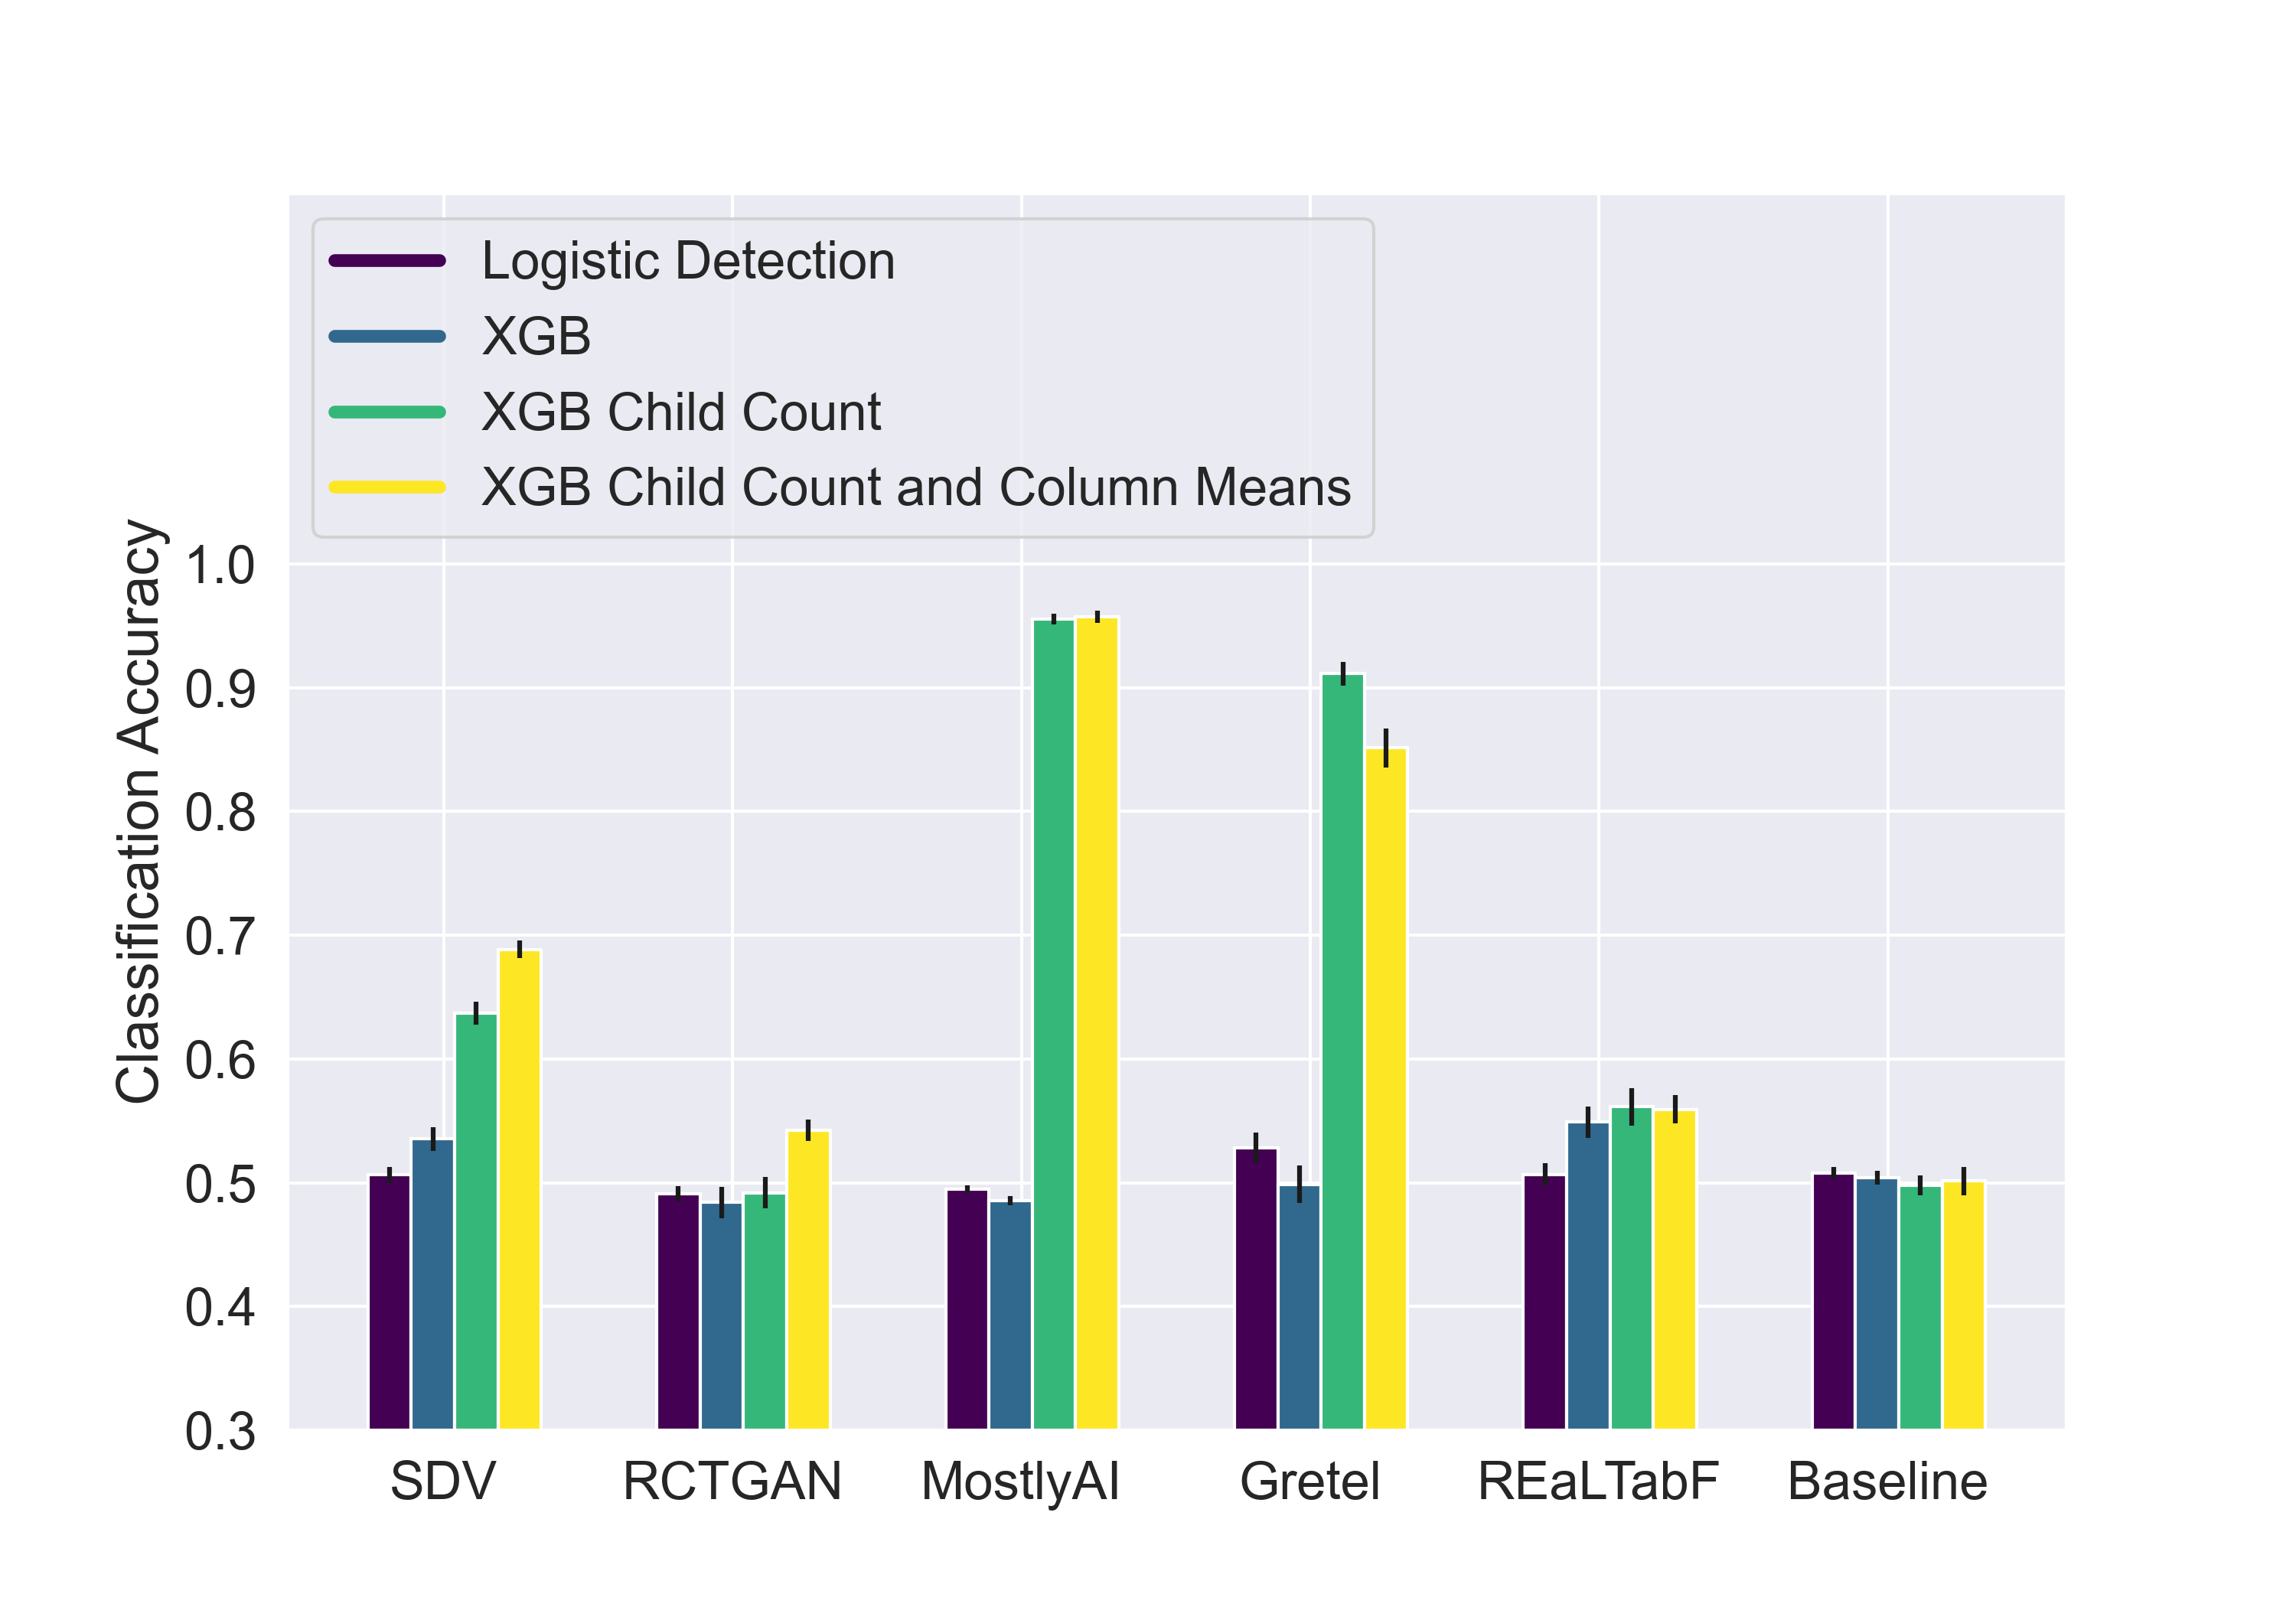 Logistic Detection
XGB
XGB Child Count
XGB Child Count and Column Means
Classification Accuracy
1.0
0.9
0.8
0.7
0.6
0.5
0.4
0.3
SDV RCTGAN MostlyAI Gretel REaLTabF Baseline